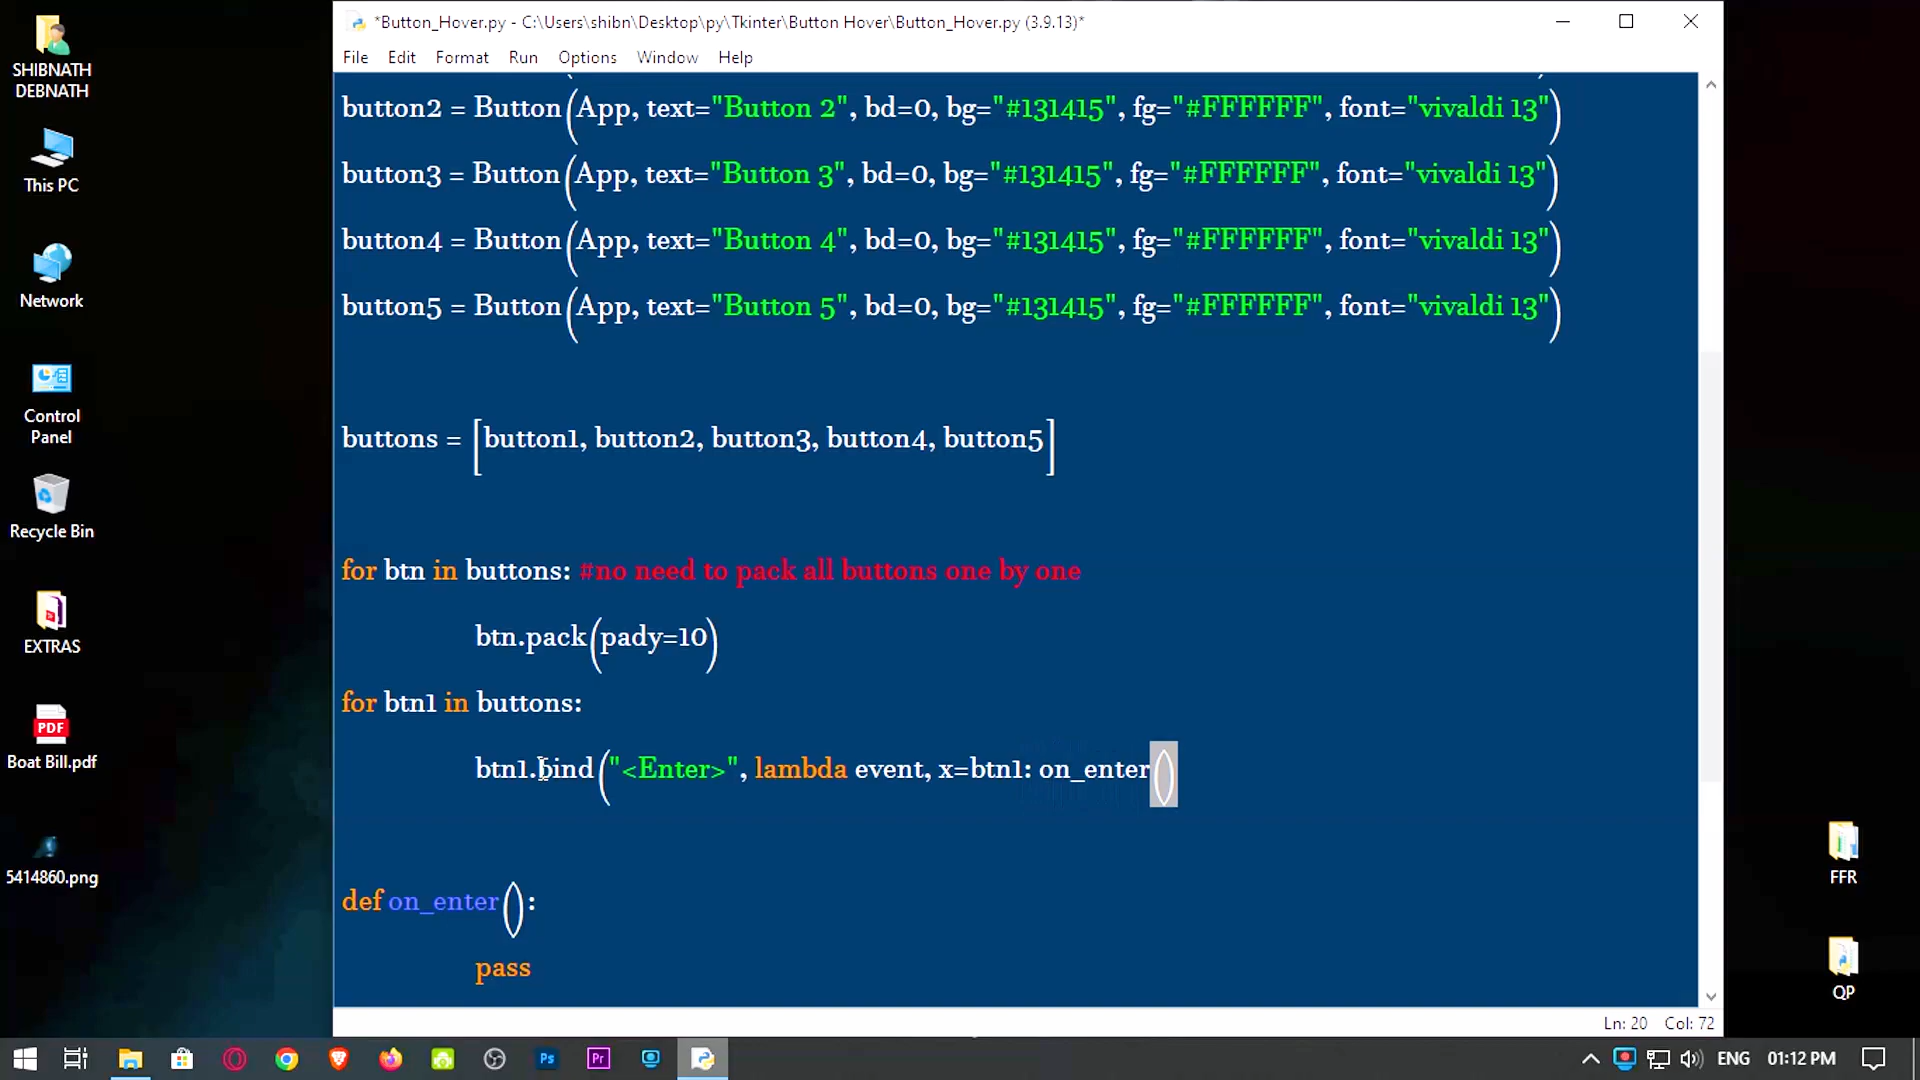 *Button_Hover.py - C:\Users\shibn\Desktop\py\Tkinter\Button Hover\Button_Hover.py (3.9.13)*
File Edit Format Run Options Window Help
button2 = Button(App, text="Button 2", bd=0, bg="#131415", fg="#FFFFFF", font="vivaldi 13")
button3 = Button(App, text="Button 3", bd=0, bg="#131415", fg="#FFFFFF", font="vivaldi 13")
button4 = Button(App, text="Button 4", bd=0, bg="#131415", fg="#FFFFFF", font="vivaldi 13")
button5 = Button(App, text="Button 5", bd=0, bg="#131415", fg="#FFFFFF", font="vivaldi 13")
buttons = [button1, button2, button3, button4, button5]
for btn in buttons: #no need to pack all buttons one by one
btn.pack(pady=10)
for btn1 in buttons:
btn1.bind("<Enter>", lambda event, x=btn1: on_enter()
def on_enter():
pass
Ln: 20 Col: 72
SHIBNATH
DEBNATH
This PC
Network
Control
Panel
Recycle Bin
EXTRAS
PDF
Boat Bill.pdf
5414860.png
FFR
QP
Ps
Pr
ENG
01:12 PM